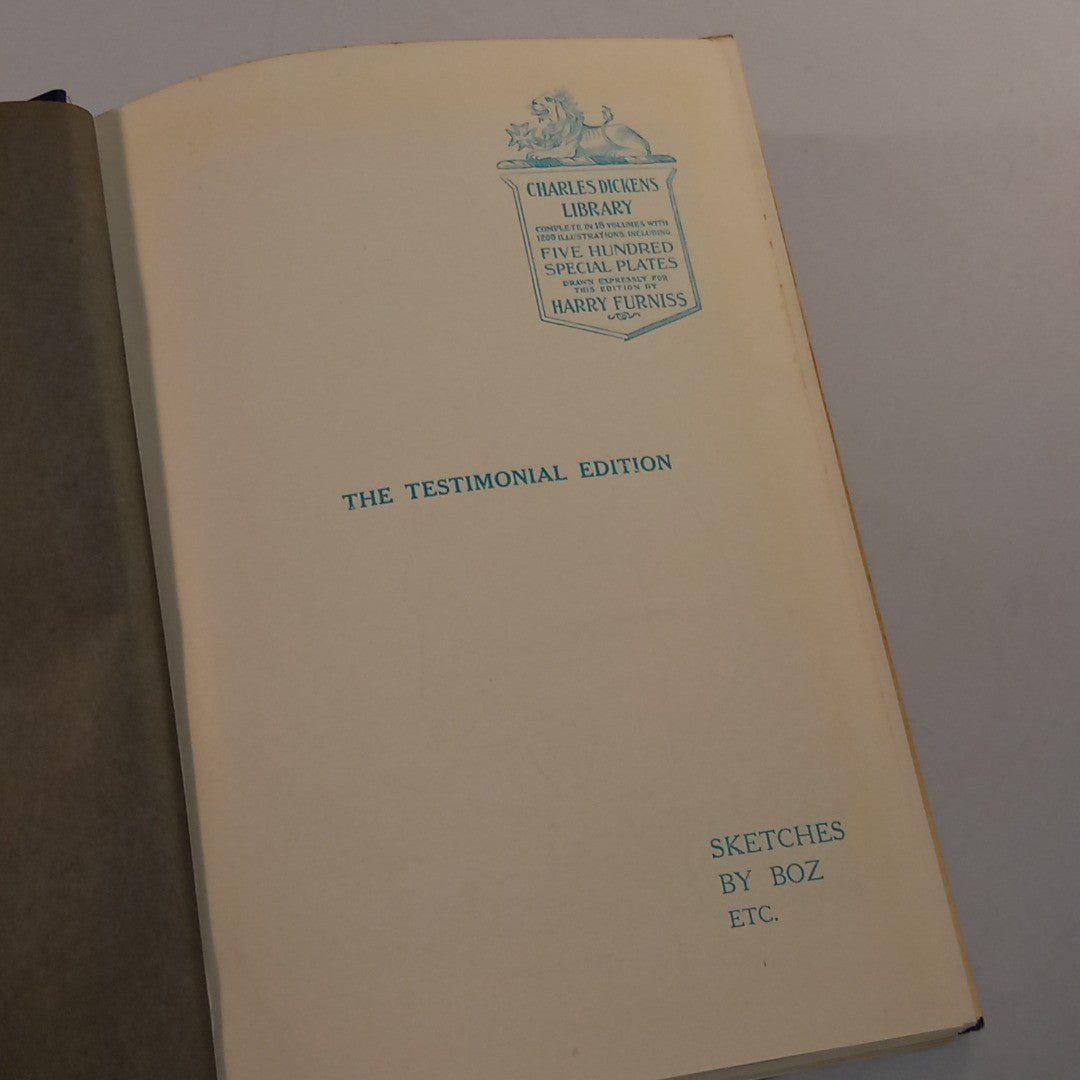 CHARLES DICKENS
LIBRARY
COMPLETE IN 18 VOLUMES WITH
1200 ILLUSTRATIONS, INCLUDING
FIVE HUNDRED
SPECIAL PLATES
DRAWN EXPRESSLY FOR
THIS EDITION BY
HARRY FURNISS
THE TESTIMONIAL EDITION
SKETCHES
BY BOZ
ETC.